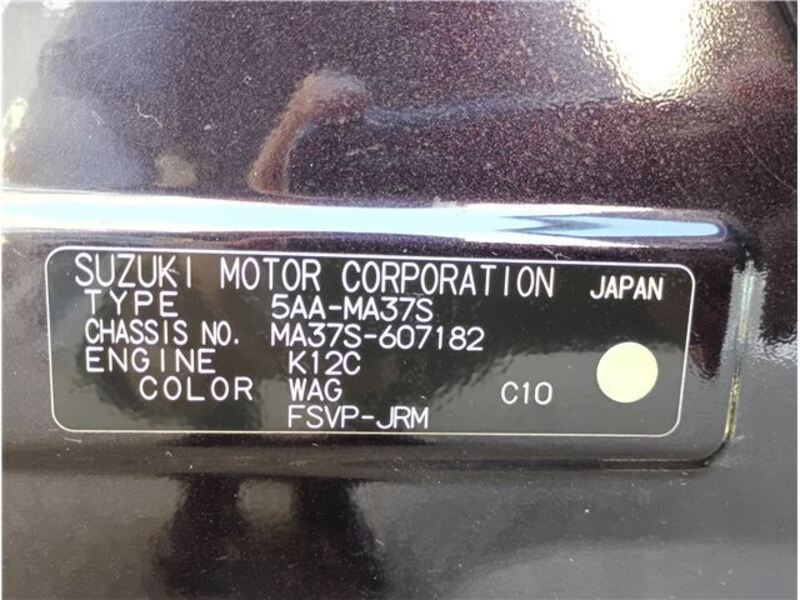 SUZUKI MOTOR CORPORATION JAPAN
TYPE 5AA-MA37S
CHASSIS NO. MA37S-607182
ENGINE K12C
COLOR WAG C10
FSVP-JRM